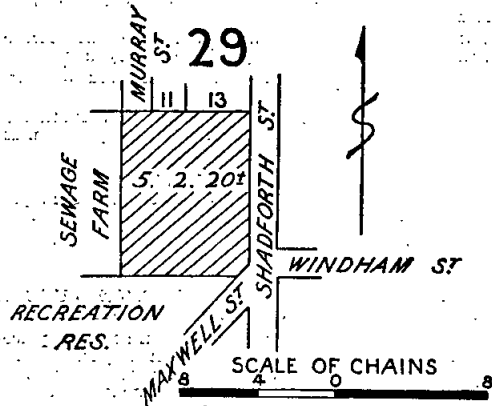 MURRAY ST
29
11 13
SHADFORTH ST
SEWAGE FARM
5. 2. 20±
WINDHAM ST
RECREATION
RES.
MAXWELL ST
SCALE OF CHAINS
8 4 0 8